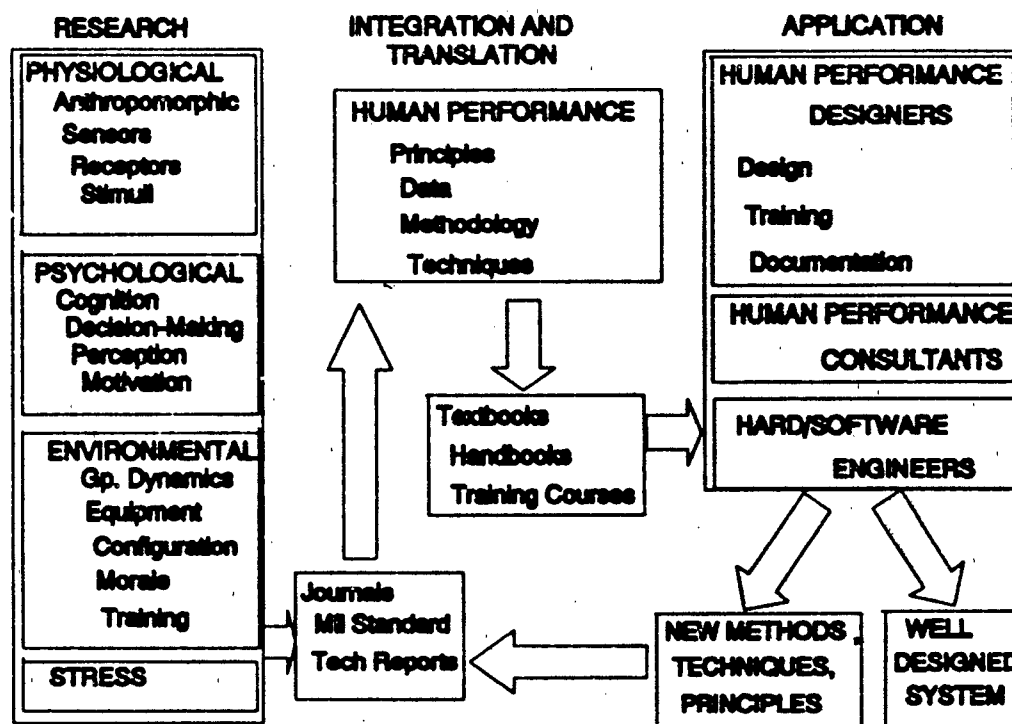 RESEARCH
PHYSIOLOGICAL
Anthropomorphic
Sensors
Receptors
Stimuli
PSYCHOLOGICAL
Cognition
Decision-Making
Perception
Motivation
ENVIRONMENTAL
Gp. Dynamics
Equipment
Configuration
Morale
Training
STRESS
INTEGRATION AND
TRANSLATION
HUMAN PERFORMANCE
Principles
Data
Methodology
Techniques
Textbooks
Handbooks
Training Courses
Journals
Mil Standard
Tech Reports
APPLICATION
HUMAN PERFORMANCE
DESIGNERS
Design
Training
Documentation
HUMAN PERFORMANCE
CONSULTANTS
HARD/SOFTWARE
ENGINEERS
NEW METHODS
TECHNIQUES,
PRINCIPLES
WELL
DESIGNED
SYSTEM